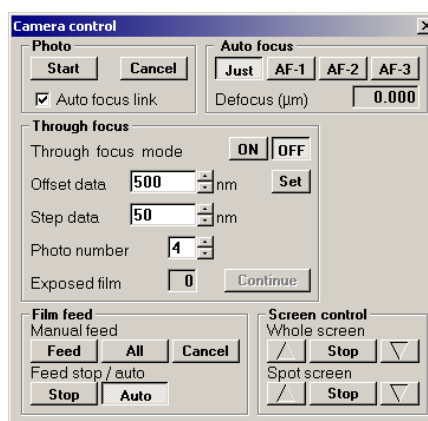 Camera control
Photo
Start Cancel
Auto focus link
Auto focus
Just AF-1 AF-2 AF-3
Defocus (μm) 0.000
Through focus
Through focus mode ON OFF
Offset data 500 nm Set
Step data 50 nm
Photo number 4
Exposed film 0 Continue
Film feed
Manual feed
Feed All Cancel
Feed stop / auto
Stop Auto
Screen control
Whole screen
Stop
Spot screen
Stop